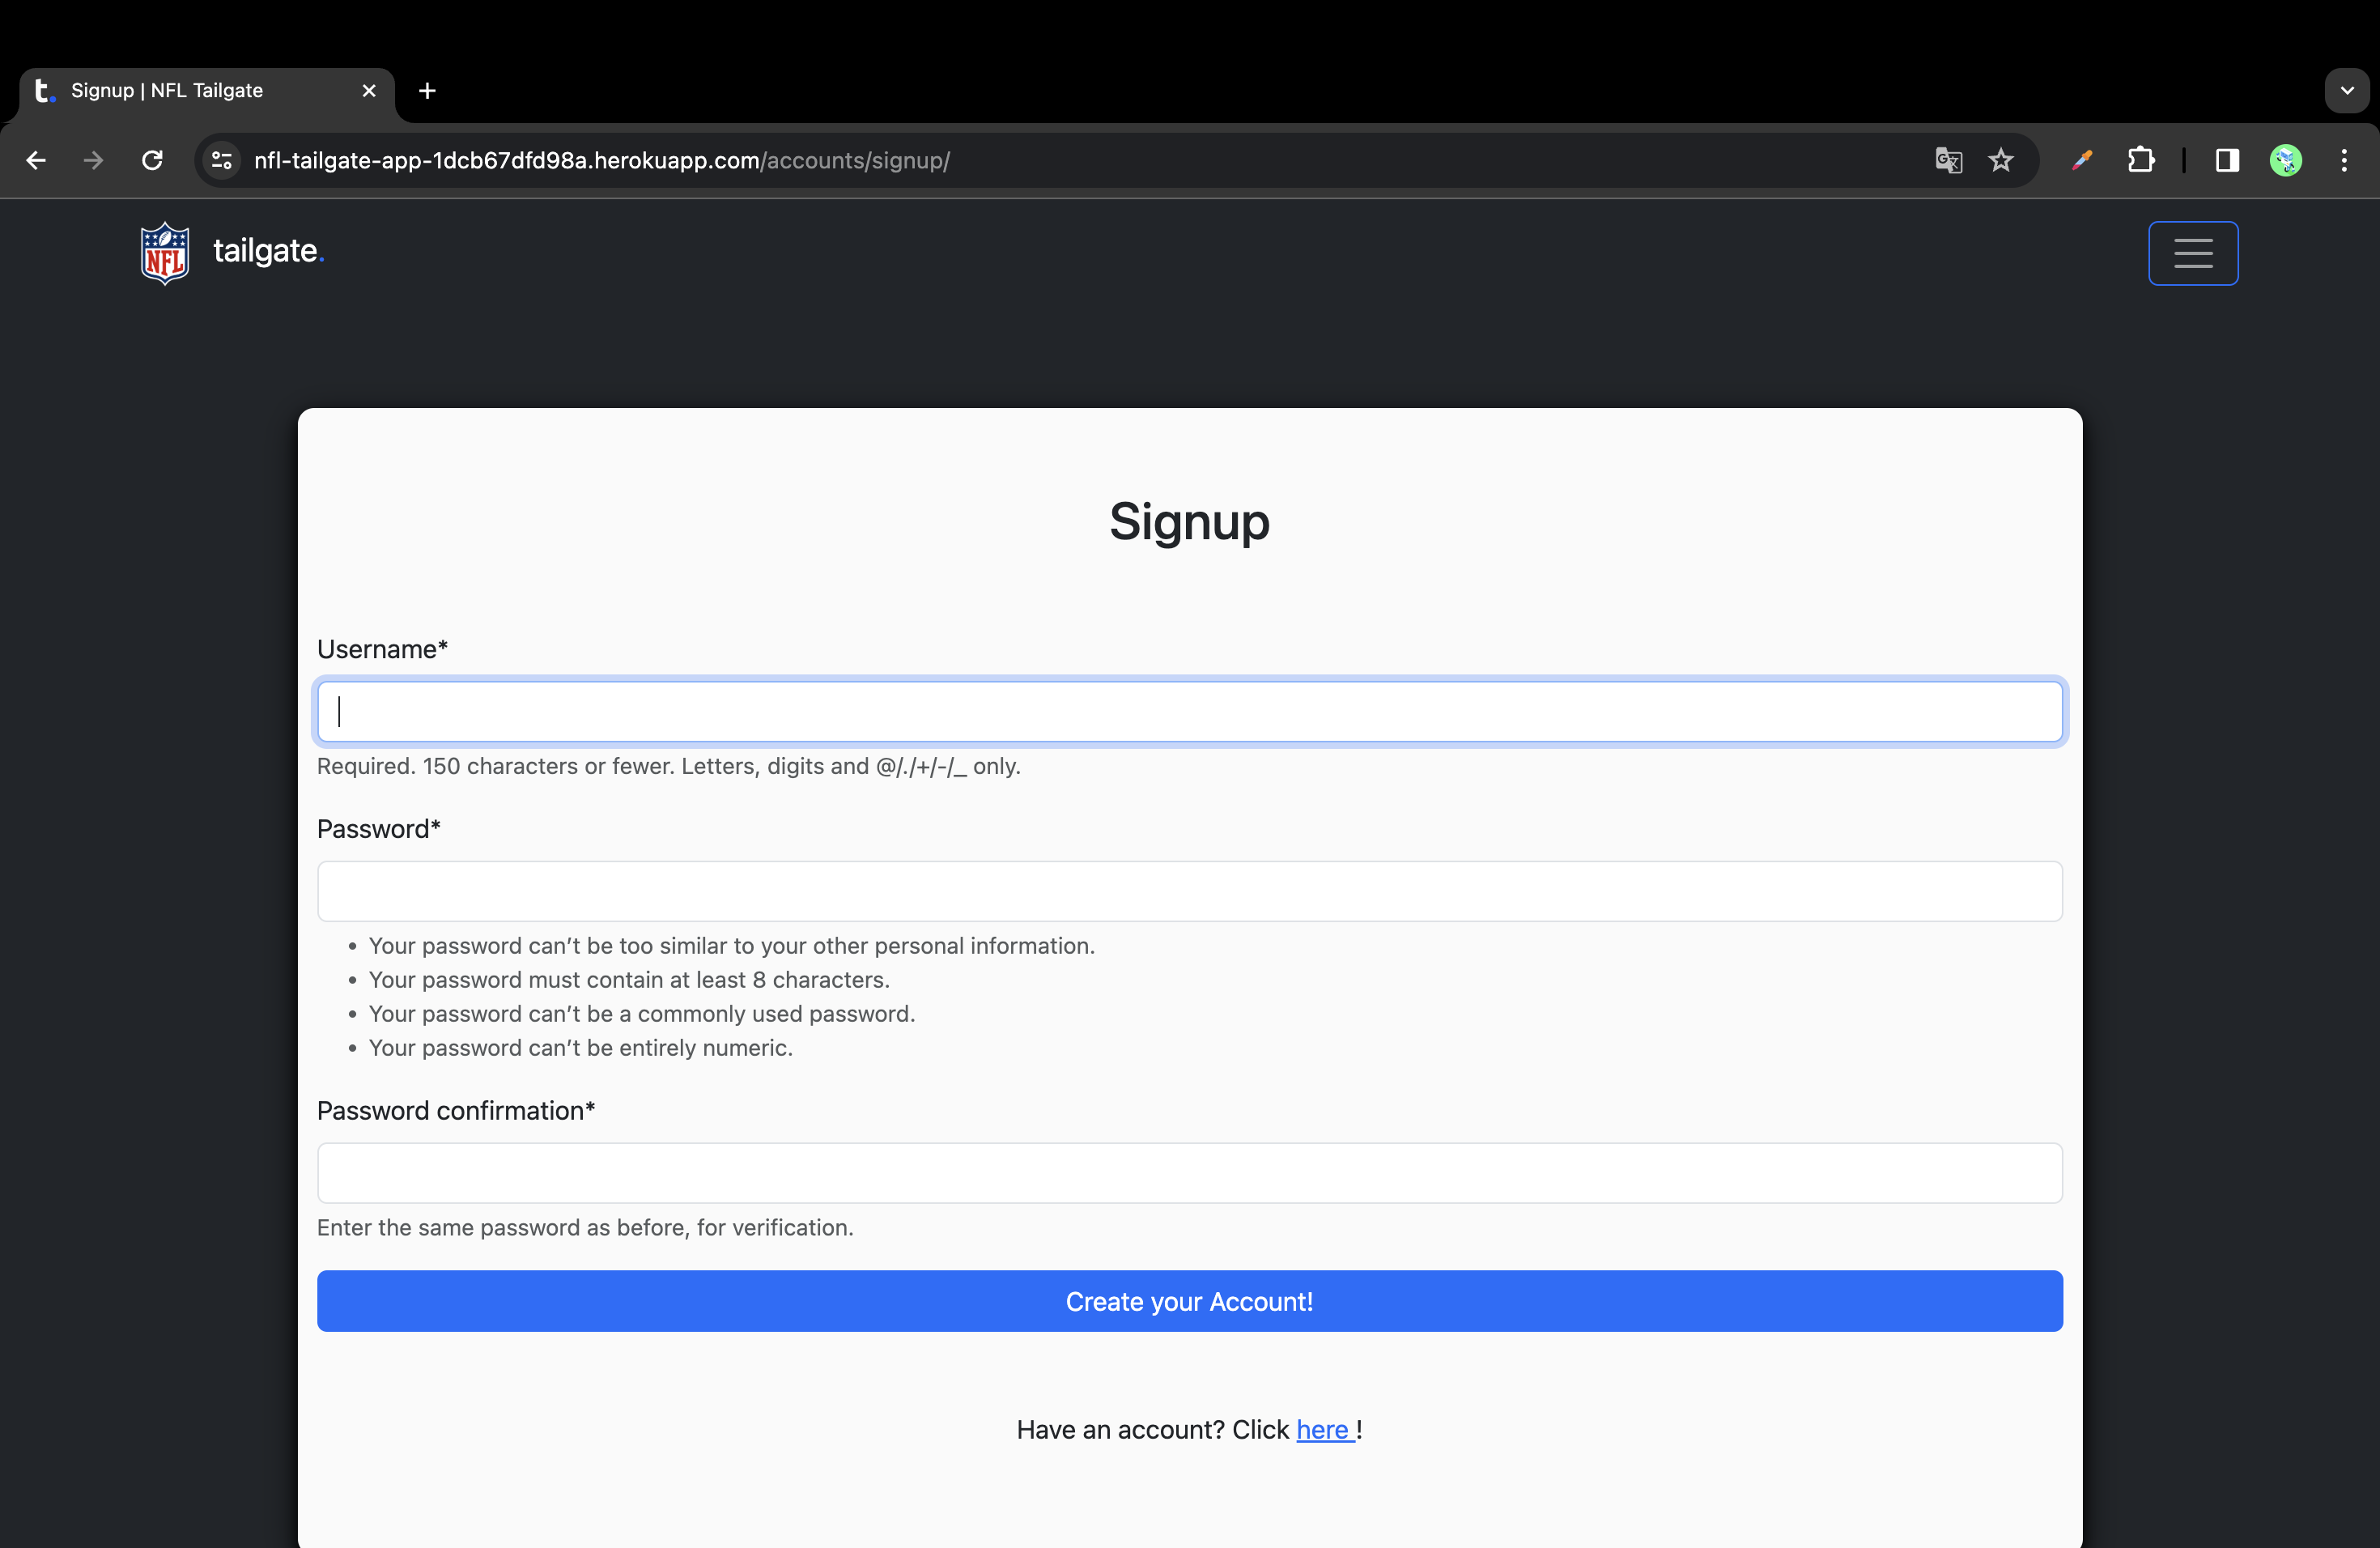 t. Signup | NFL Tailgate
nfl-tailgate-app-1dcb67dfd98a.herokuapp.com/accounts/signup/
NFL tailgate.
Signup
Username*
Required. 150 characters or fewer. Letters, digits and @/./+/-/_ only.
Password*
• Your password can’t be too similar to your other personal information.
• Your password must contain at least 8 characters.
• Your password can’t be a commonly used password.
• Your password can’t be entirely numeric.
Password confirmation*
Enter the same password as before, for verification.
Create your Account!
Have an account? Click here !